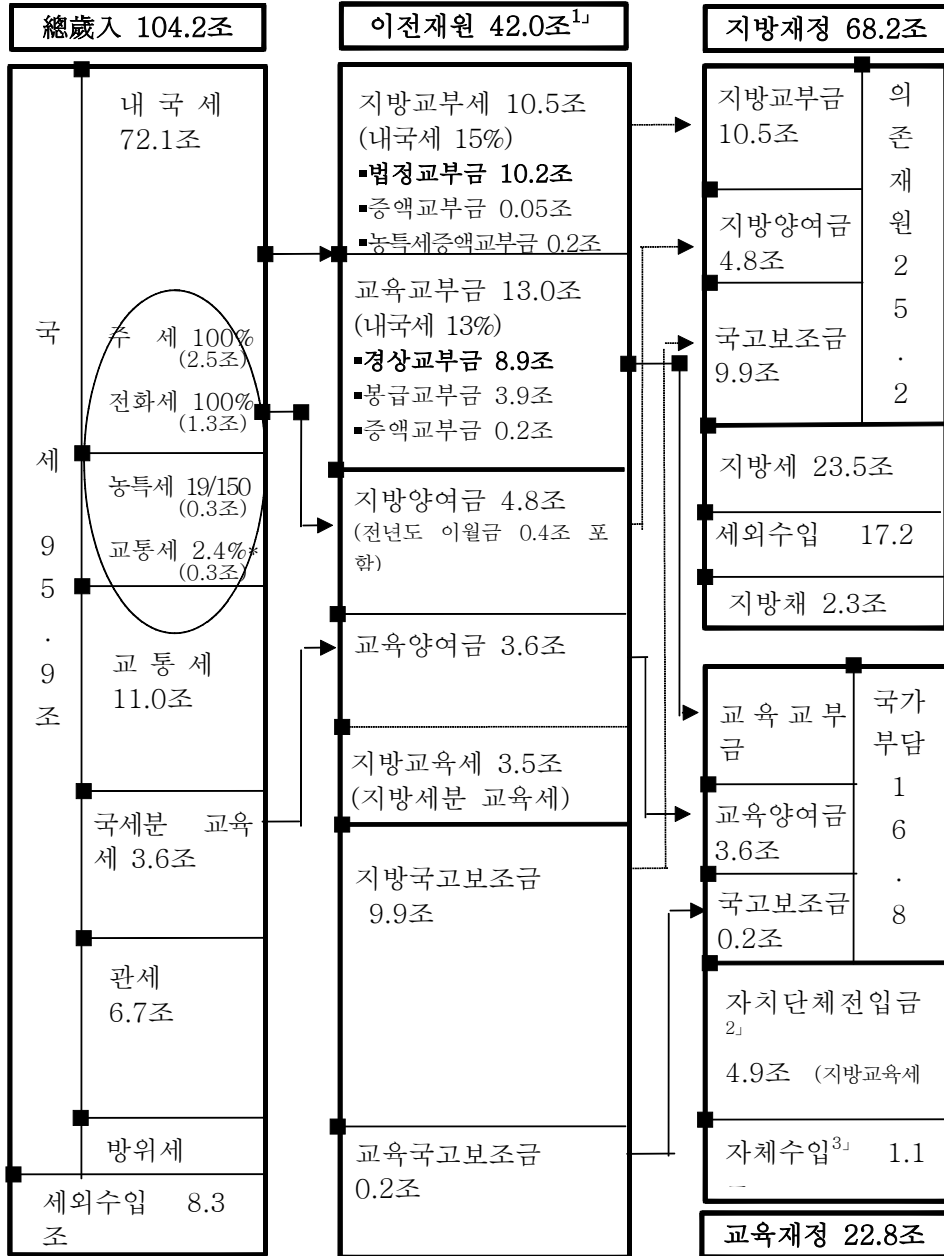 總歲入 104.2조
국 세 9 5 . 9 조
내 국 세
72.1조
주 세 100%
(2.5조)
전화세 100%
(1.3조)
농특세 19/150
(0.3조)
교통세 2.4%*
(0.3조)
교 통 세
11.0조
국세분 교육
세 3.6조
관세
6.7조
방위세
세외수입 8.3
조
이전재원 42.0조¹」
지방교부세 10.5조
(내국세 15%)
▪법정교부금 10.2조
▪증액교부금 0.05조
▪농특세증액교부금 0.2조
교육교부금 13.0조
(내국세 13%)
▪경상교부금 8.9조
▪봉급교부금 3.9조
▪증액교부금 0.2조
지방양여금 4.8조
(전년도 이월금 0.4조 포
함)
교육양여금 3.6조
지방교육세 3.5조
(지방세분 교육세)
지방국고보조금
9.9조
교육국고보조금
0.2조
지방재정 68.2조
지방교부금
10.5조
지방양여금
4.8조
국고보조금
9.9조
의 존 재 원 2 5 . 2
지방세 23.5조
세외수입 17.2
지방채 2.3조
교 육 교 부
금
교육양여금
3.6조
국고보조금
0.2조
국가
부담
1
6
.
8
자치단체전입금
²」
4.9조 (지방교육세
자체수입³」 1.1
교육재정 22.8조